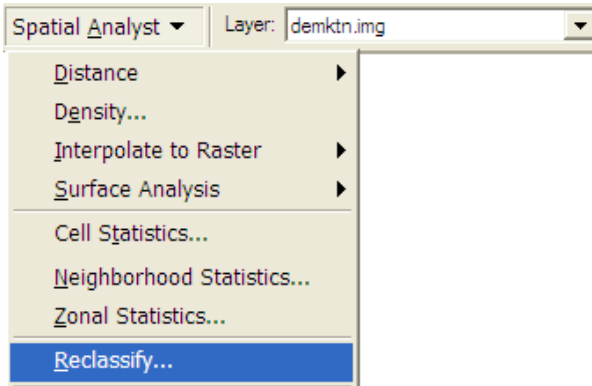 Spatial Analyst Layer: demktn.img
Distance
Density...
Interpolate to Raster
Surface Analysis
Cell Statistics...
Neighborhood Statistics...
Zonal Statistics...
Reclassify...